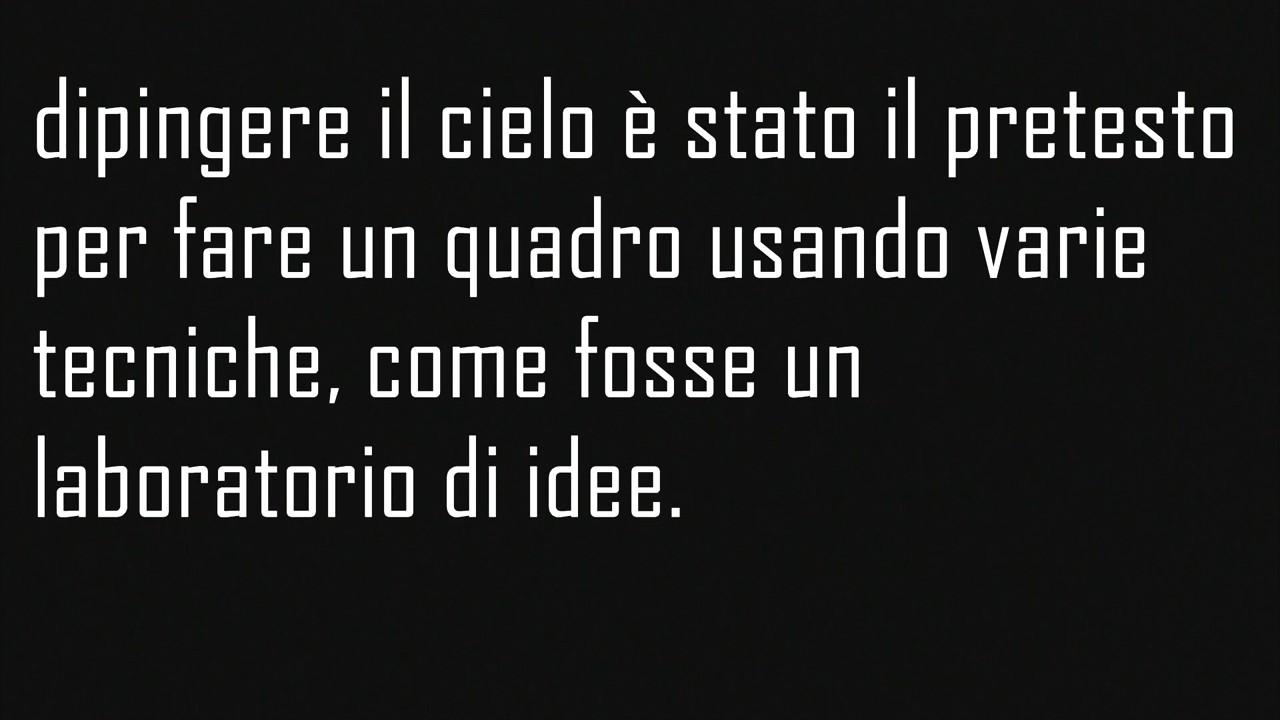 dipingere il cielo è stato il pretesto
per fare un quadro usando varie
tecniche, come fosse un
laboratorio di idee.